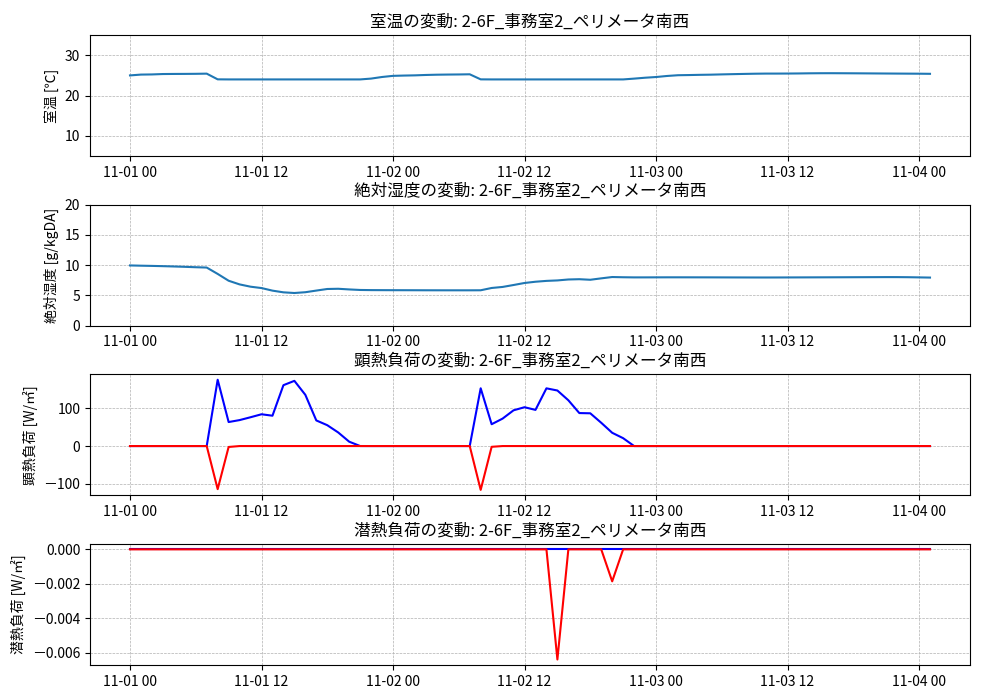 室温の変動: 2-6F_事務室2_ペリメータ南西
室温 [℃]
30
20
10
11-01 00 11-01 12 11-02 00 11-02 12 11-03 00 11-03 12 11-04 00
絶対湿度の変動: 2-6F_事務室2_ペリメータ南西
絶対湿度 [g/kgDA]
20
15
10
5
0
11-01 00 11-01 12 11-02 00 11-02 12 11-03 00 11-03 12 11-04 00
顕熱負荷の変動: 2-6F_事務室2_ペリメータ南西
顕熱負荷 [W/㎡]
100
0
−100
11-01 00 11-01 12 11-02 00 11-02 12 11-03 00 11-03 12 11-04 00
潜熱負荷の変動: 2-6F_事務室2_ペリメータ南西
潜熱負荷 [W/㎡]
0.000
−0.002
−0.004
−0.006
11-01 00 11-01 12 11-02 00 11-02 12 11-03 00 11-03 12 11-04 00